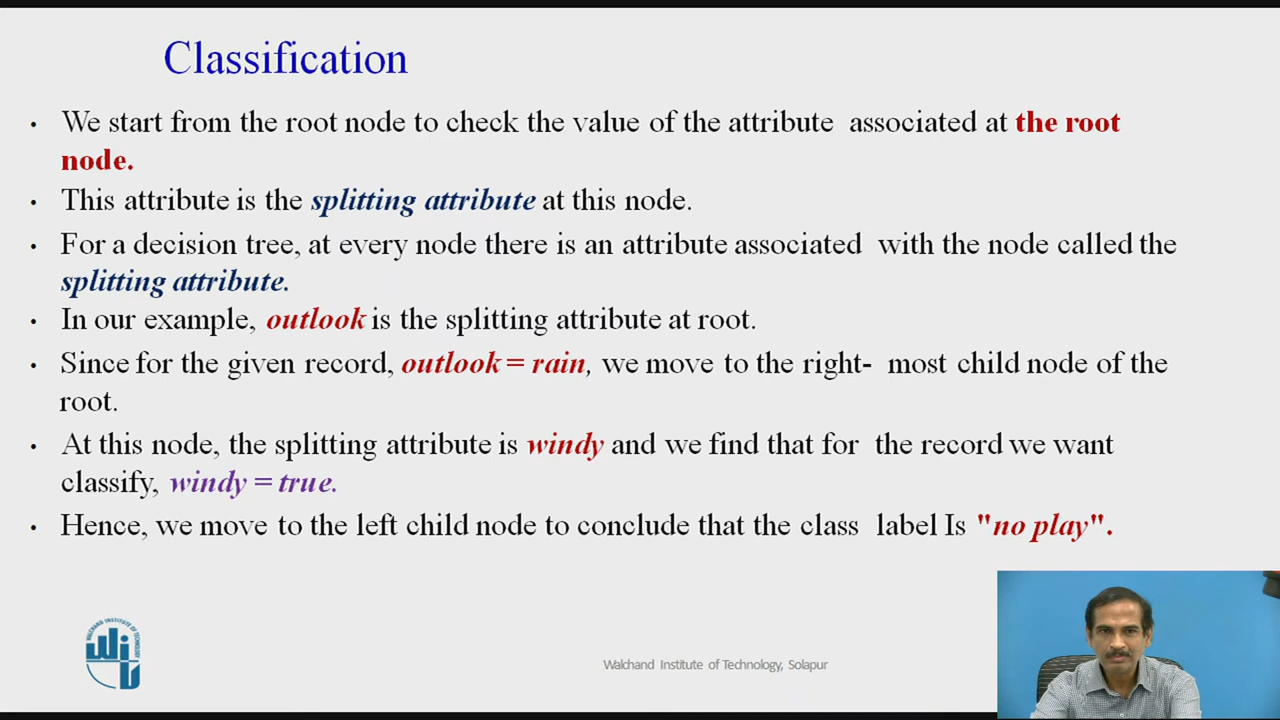 Classification
• We start from the root node to check the value of the attribute associated at the root
node.
• This attribute is the splitting attribute at this node.
• For a decision tree, at every node there is an attribute associated with the node called the
splitting attribute.
• In our example, outlook is the splitting attribute at root.
• Since for the given record, outlook = rain, we move to the right- most child node of the
root.
• At this node, the splitting attribute is windy and we find that for the record we want
classify, windy = true.
• Hence, we move to the left child node to conclude that the class label Is "no play".
WALCHAND INSTITUTE OF TECHNOLOGY
WIT
Walchand Institute of Technology, Solapur